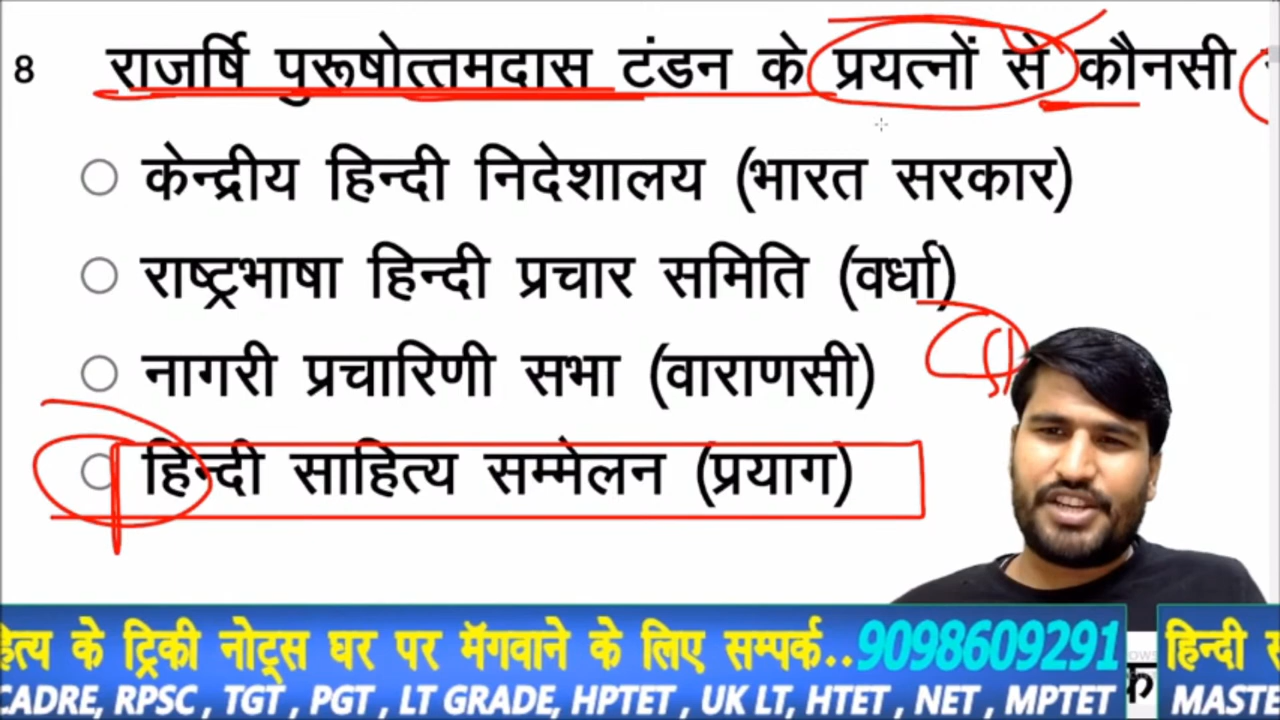 8 राजर्षि पुरूषोत्तमदास टंडन के प्रयत्नों से कौनसी
केन्द्रीय हिन्दी निदेशालय (भारत सरकार)
राष्ट्रभाषा हिन्दी प्रचार समिति (वर्धा)
नागरी प्रचारिणी सभा (वाराणसी)
हिन्दी साहित्य सम्मेलन (प्रयाग)
के ट्रिकी नोट्स घर पर मॅगवाने के लिए सम्पर्क..9098609291 हिन्दी
CADRE, RPSC , TGT , PGT , LT GRADE, HPTET , UK LT, HTET , NET , MPTET